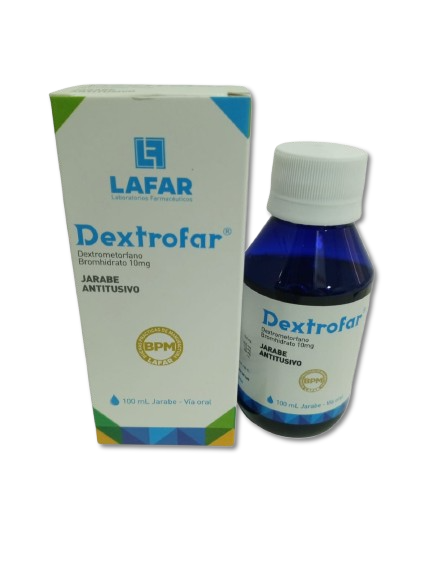 LAFAR
Laboratorios Farmacéuticos
Dextrofar®
Dextrometorfano
Bromhidrato 10mg
JARABE
ANTITUSIVO
BPM
LAFAR
100 mL Jarabe - Vía oral
Dextrofar®
Dextrometorfano
Bromhidrato 10mg
JARABE
ANTITUSIVO
BPM
100 mL Jarabe - Vía oral